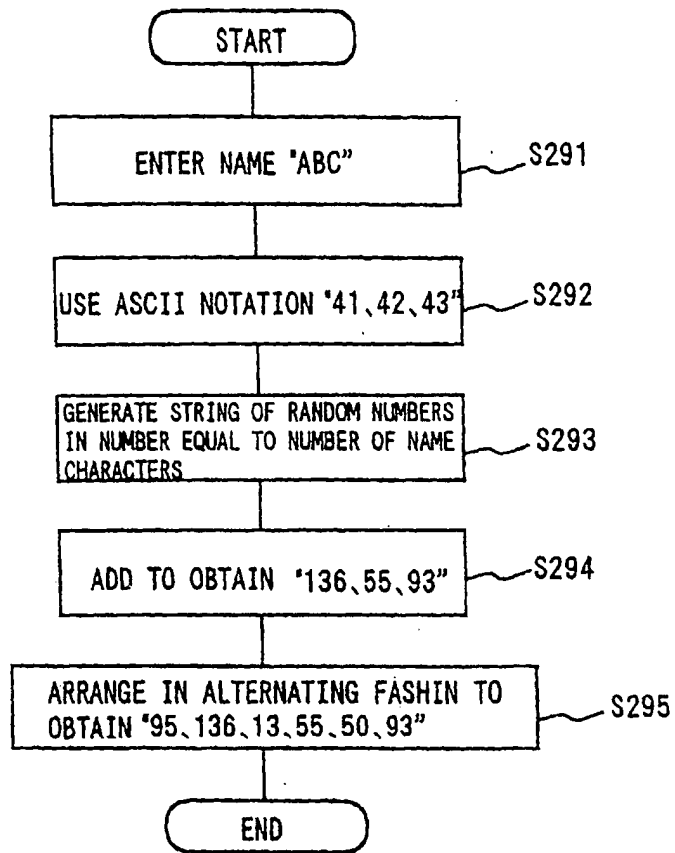 START
ENTER NAME "ABC"
S291
USE ASCII NOTATION "41、42、43"
S292
GENERATE STRING OF RANDOM NUMBERS
IN NUMBER EQUAL TO NUMBER OF NAME
CHARACTERS
S293
ADD TO OBTAIN "136、55、93"
S294
ARRANGE IN ALTERNATING FASHIN TO
OBTAIN "95、136、13、55、50、93"
S295
END